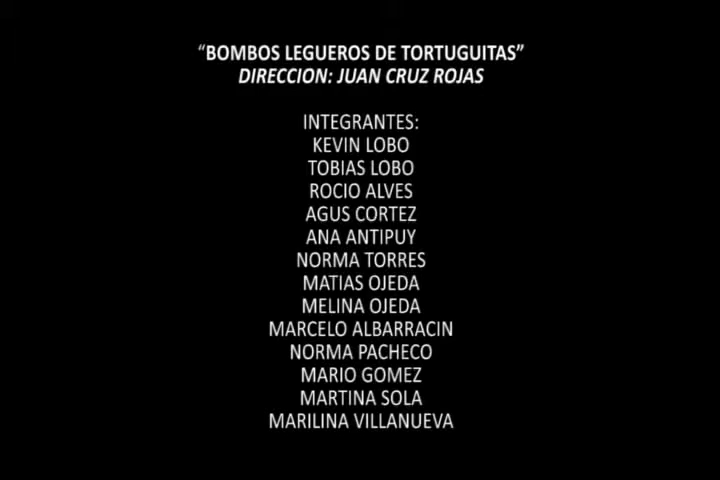 “BOMBOS LEGUEROS DE TORTUGUITAS”
DIRECCION: JUAN CRUZ ROJAS
INTEGRANTES:
KEVIN LOBO
TOBIAS LOBO
ROCIO ALVES
AGUS CORTEZ
ANA ANTIPUY
NORMA TORRES
MATIAS OJEDA
MELINA OJEDA
MARCELO ALBARRACIN
NORMA PACHECO
MARIO GOMEZ
MARTINA SOLA
MARILINA VILLANUEVA